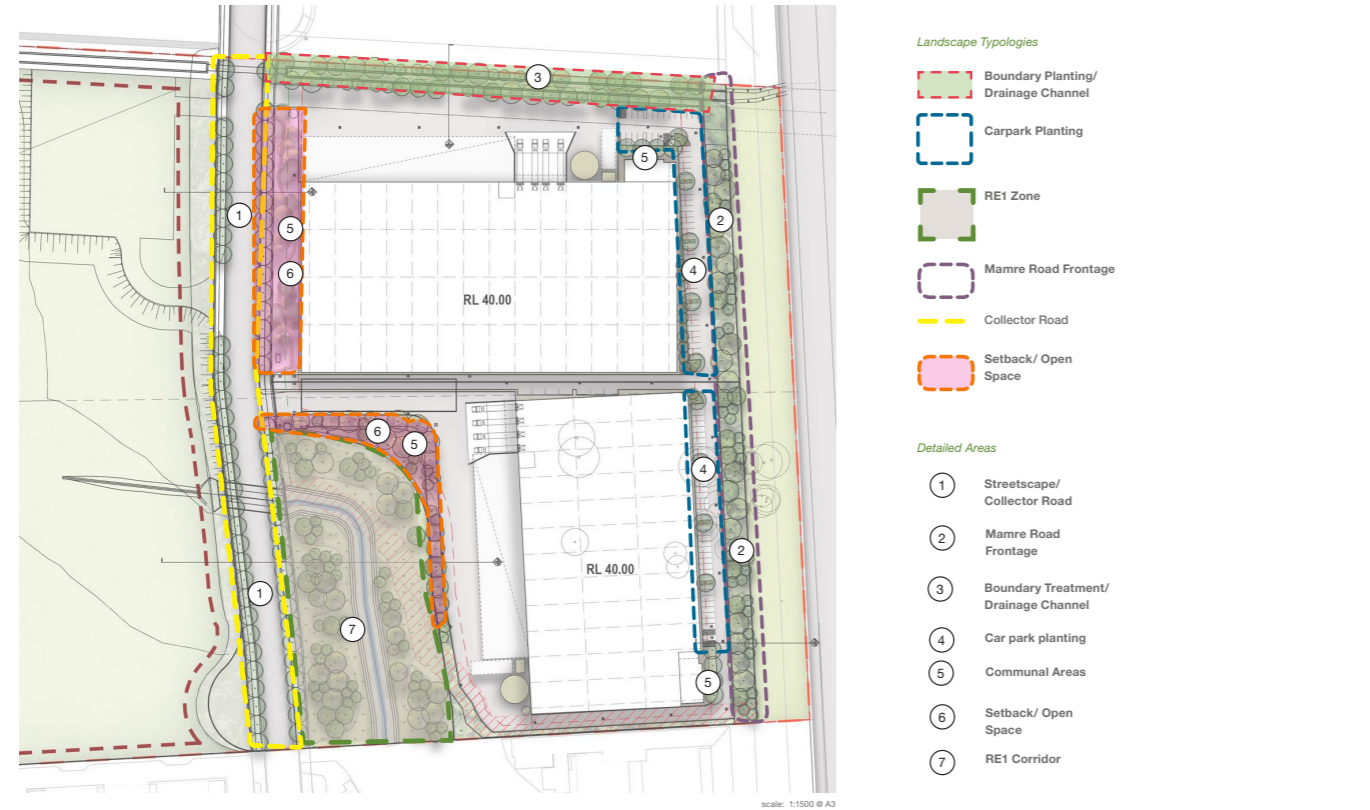 Landscape Typologies
Boundary Planting/
Drainage Channel
Carpark Planting
RE1 Zone
Mamre Road Frontage
Collector Road
Setback/ Open
Space
Detailed Areas
1 Streetscape/
Collector Road
2 Mamre Road
Frontage
3 Boundary Treatment/
Drainage Channel
4 Car park planting
5 Communal Areas
6 Setback/ Open
Space
7 RE1 Corridor
3
5
1
2
5
6
4
RL 40.00
6
5
4
2
RL 40.00
1
7
5
scale: 1:1500 @ A3